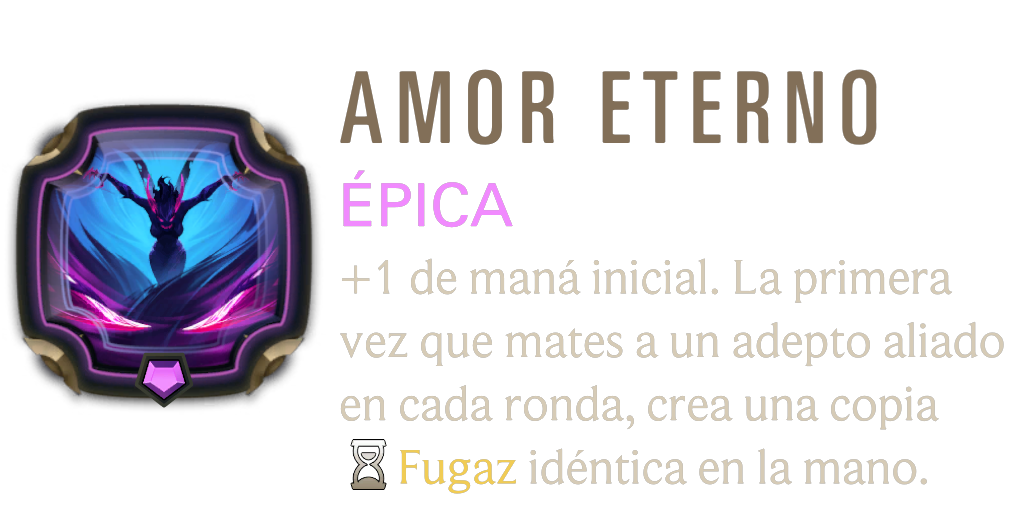 AMOR ETERNO
ÉPICA
+1 de maná inicial. La primera
vez que mates a un adepto aliado
en cada ronda, crea una copia
Fugaz idéntica en la mano.